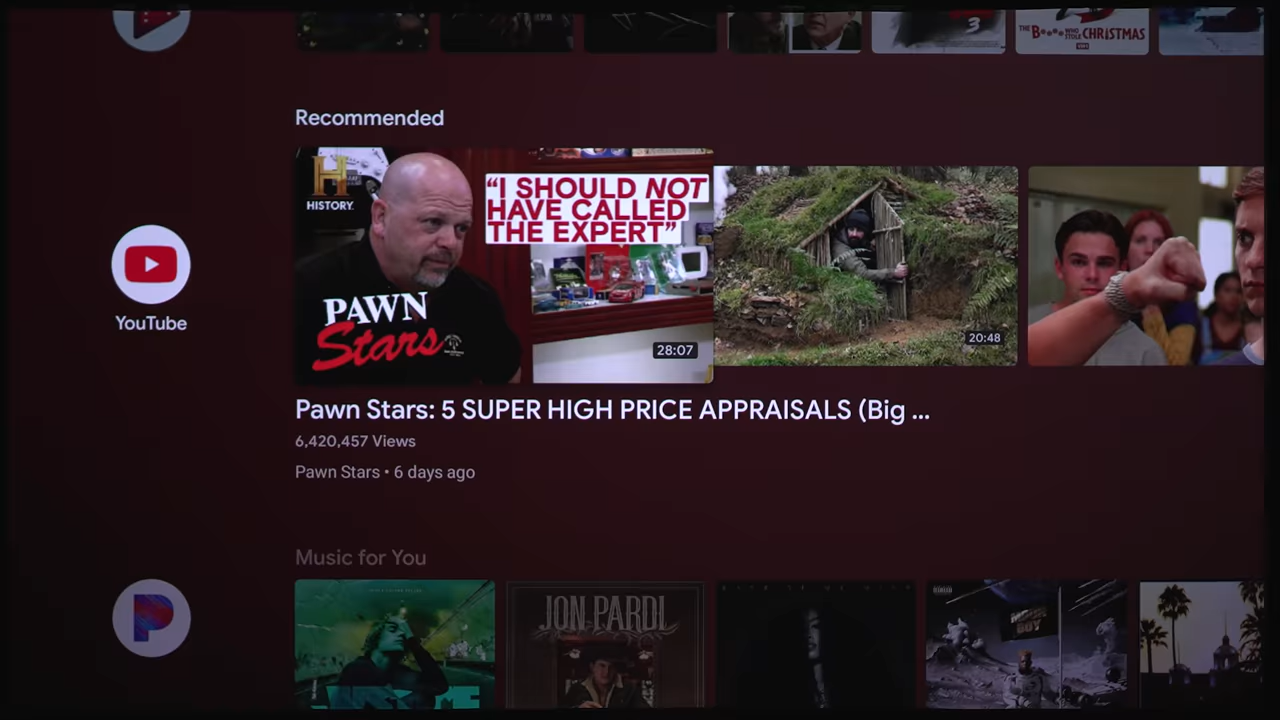 3
THE B****
WHO STOLE
CHRISTMAS
Recommended
H
HISTORY.
"I SHOULD NOT
HAVE CALLED
THE EXPERT"
PAWN
Stars
28:07
20:48
YouTube
Pawn Stars: 5 SUPER HIGH PRICE APPRAISALS (Big ...
6,420,457 Views
Pawn Stars • 6 days ago
Music for You
P
JON PARDI